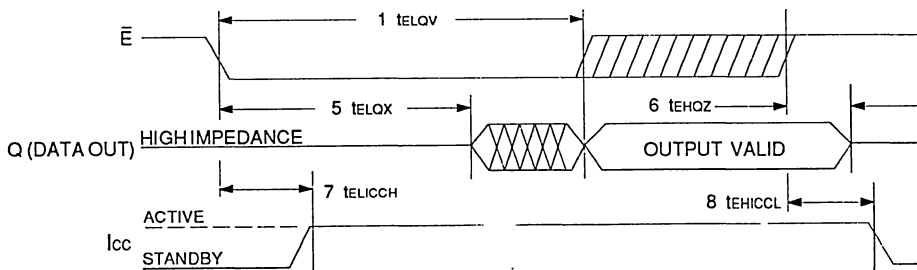 1 tELQV
Ē
5 tELQX
6 tEHQZ
Q (DATA OUT) HIGH IMPEDANCE
OUTPUT VALID
7 tELICCH
8 tEHICCL
ACTIVE
Icc
STANDBY